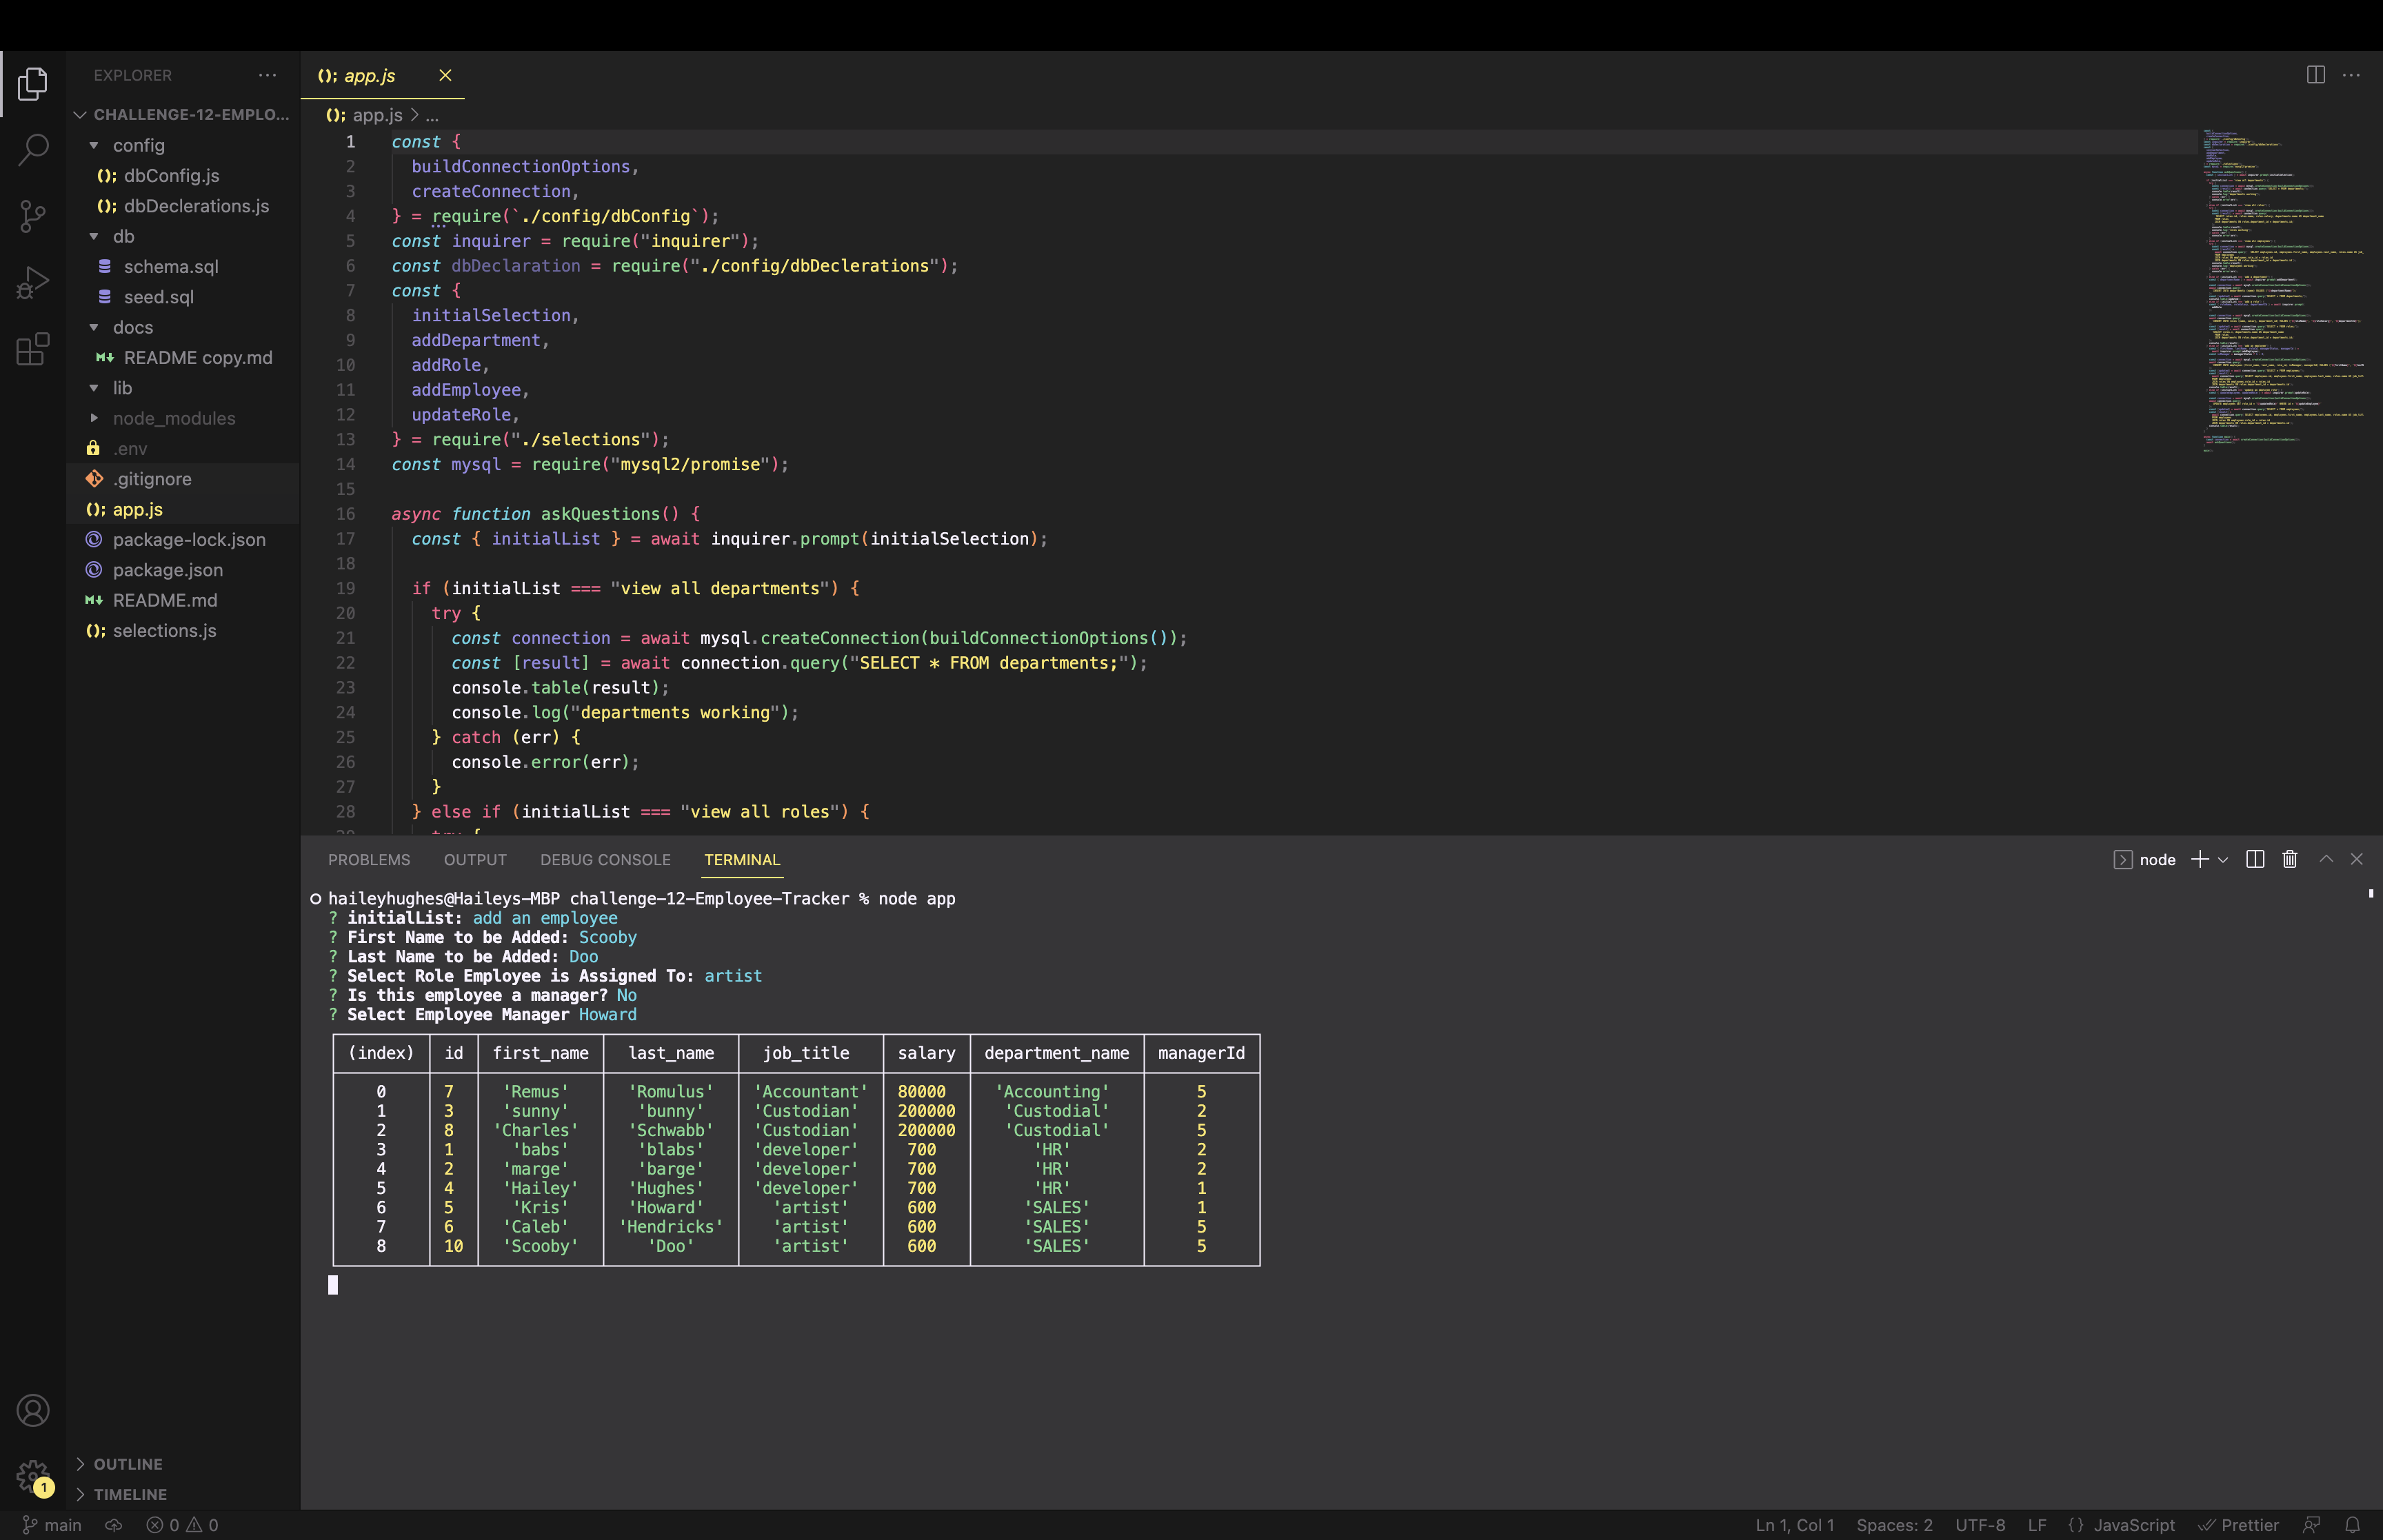 EXPLORER
CHALLENGE-12-EMPLO...
config
(); dbConfig.js
(); dbDeclerations.js
db
schema.sql
seed.sql
docs
README copy.md
lib
node_modules
.env
.gitignore
(); app.js
package-lock.json
package.json
README.md
(); selections.js
OUTLINE
TIMELINE
1
(); app.js
(); app.js > ...
1 const {
2 buildConnectionOptions,
3 createConnection,
4 } = require(`./config/dbConfig`);
5 const inquirer = require("inquirer");
6 const dbDeclaration = require("./config/dbDeclerations");
7 const {
8 initialSelection,
9 addDepartment,
10 addRole,
11 addEmployee,
12 updateRole,
13 } = require("./selections");
14 const mysql = require("mysql2/promise");
15
16 async function askQuestions() {
17 const { initialList } = await inquirer.prompt(initialSelection);
18
19 if (initialList === "view all departments") {
20 try {
21 const connection = await mysql.createConnection(buildConnectionOptions());
22 const [result] = await connection.query("SELECT * FROM departments;");
23 console.table(result);
24 console.log("departments working");
25 } catch (err) {
26 console.error(err);
27 }
28 } else if (initialList === "view all roles") {
29 try {
PROBLEMS OUTPUT DEBUG CONSOLE TERMINAL
node
haileyhughes@Haileys-MBP challenge-12-Employee-Tracker % node app
? initialList: add an employee
? First Name to be Added: Scooby
? Last Name to be Added: Doo
? Select Role Employee is Assigned To: artist
? Is this employee a manager? No
? Select Employee Manager Howard
(index) id first_name last_name job_title salary department_name managerId
0 7 'Remus' 'Romulus' 'Accountant' 80000 'Accounting' 5
1 3 'sunny' 'bunny' 'Custodian' 200000 'Custodial' 2
2 8 'Charles' 'Schwabb' 'Custodian' 200000 'Custodial' 5
3 1 'babs' 'blabs' 'developer' 700 'HR' 2
4 2 'marge' 'barge' 'developer' 700 'HR' 2
5 4 'Hailey' 'Hughes' 'developer' 700 'HR' 1
6 5 'Kris' 'Howard' 'artist' 600 'SALES' 1
7 6 'Caleb' 'Hendricks' 'artist' 600 'SALES' 5
8 10 'Scooby' 'Doo' 'artist' 600 'SALES' 5
main 0 0 Ln 1, Col 1 Spaces: 2 UTF-8 LF {} JavaScript Prettier